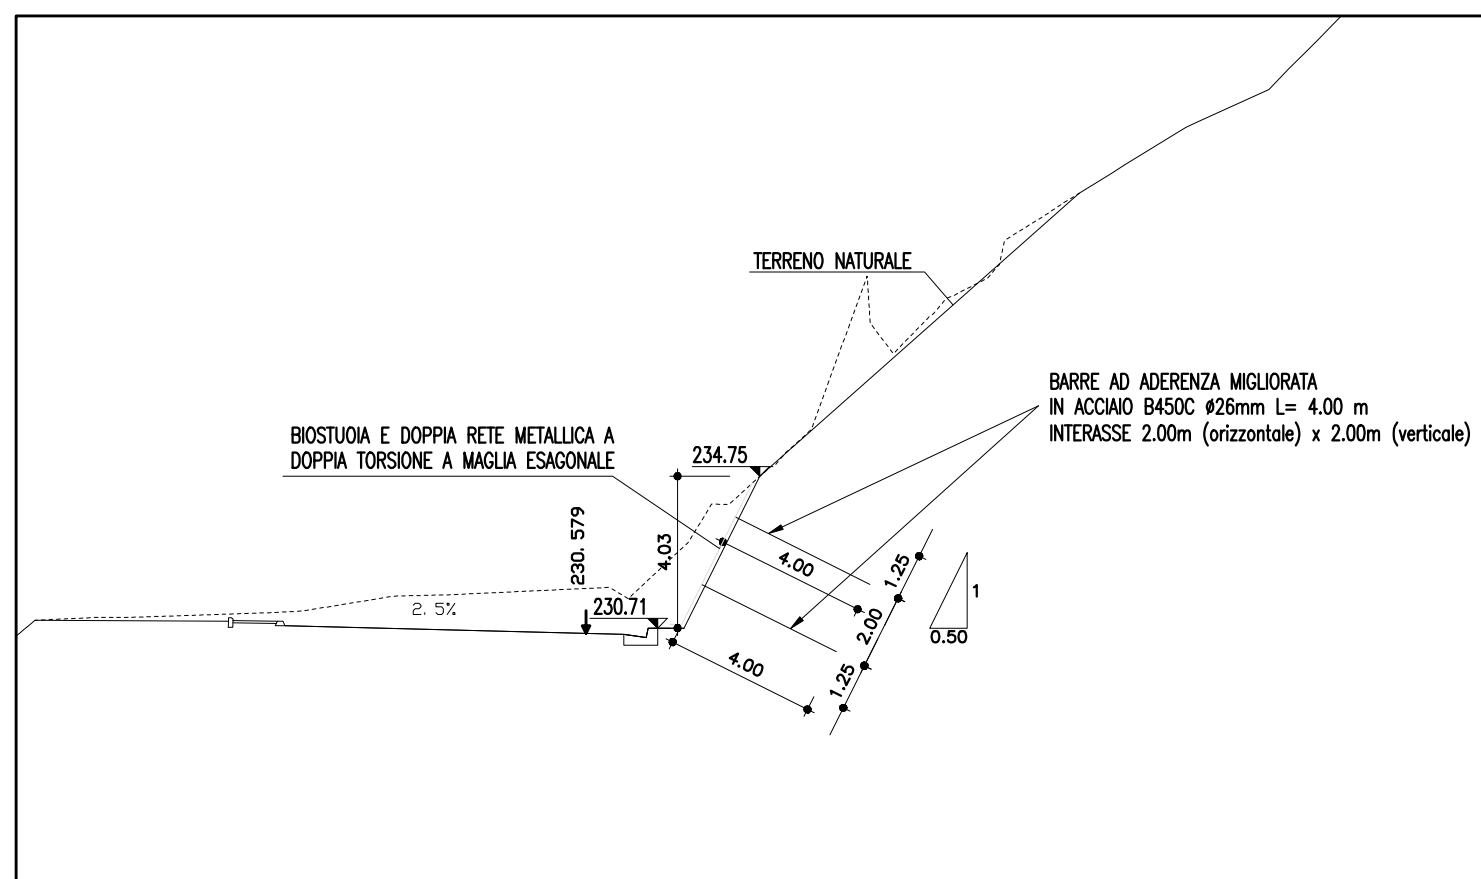 TERRENO NATURALE
BARRE AD ADERENZA MIGLIORATA
IN ACCIAIO B450C ø26mm L= 4.00 m
INTERASSE 2.00m (orizzontale) x 2.00m (verticale)
BIOSTUOIA E DOPPIA RETE METALLICA A
DOPPIA TORSIONE A MAGLIA ESAGONALE
234.75
230.579
4.03
4.00
1.25
1
2.5%
230.71
2.00
0.50
4.00
1.25